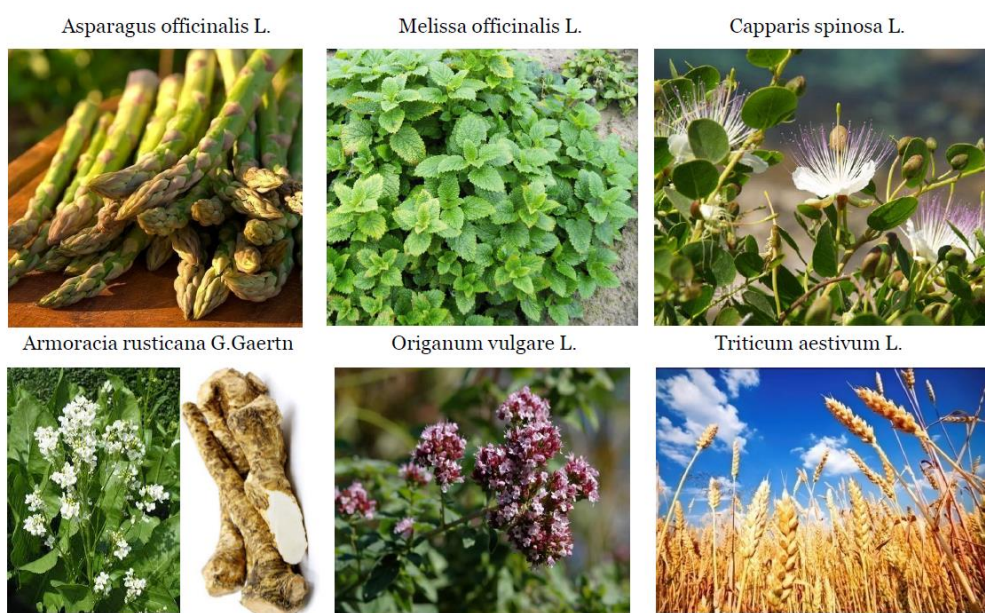 Asparagus officinalis L.
Melissa officinalis L.
Capparis spinosa L.
Armoracia rusticana G.Gaertn
Origanum vulgare L.
Triticum aestivum L.